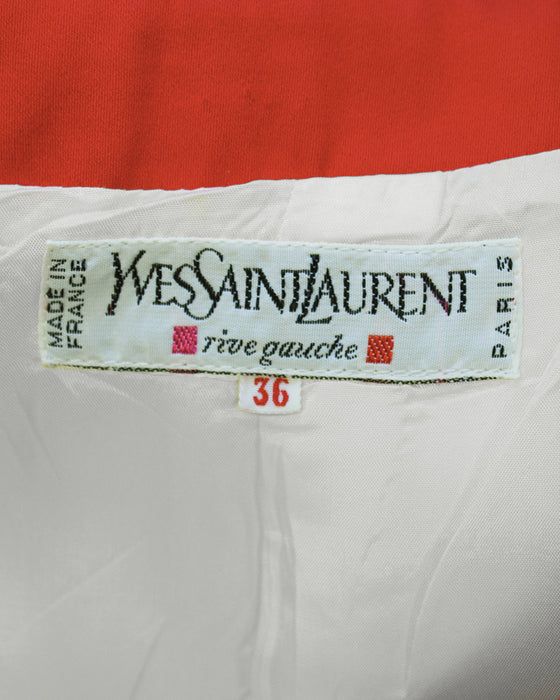 MADE IN
FRANCE
YVESSAINTLAURENT
rive gauche
PARIS
36